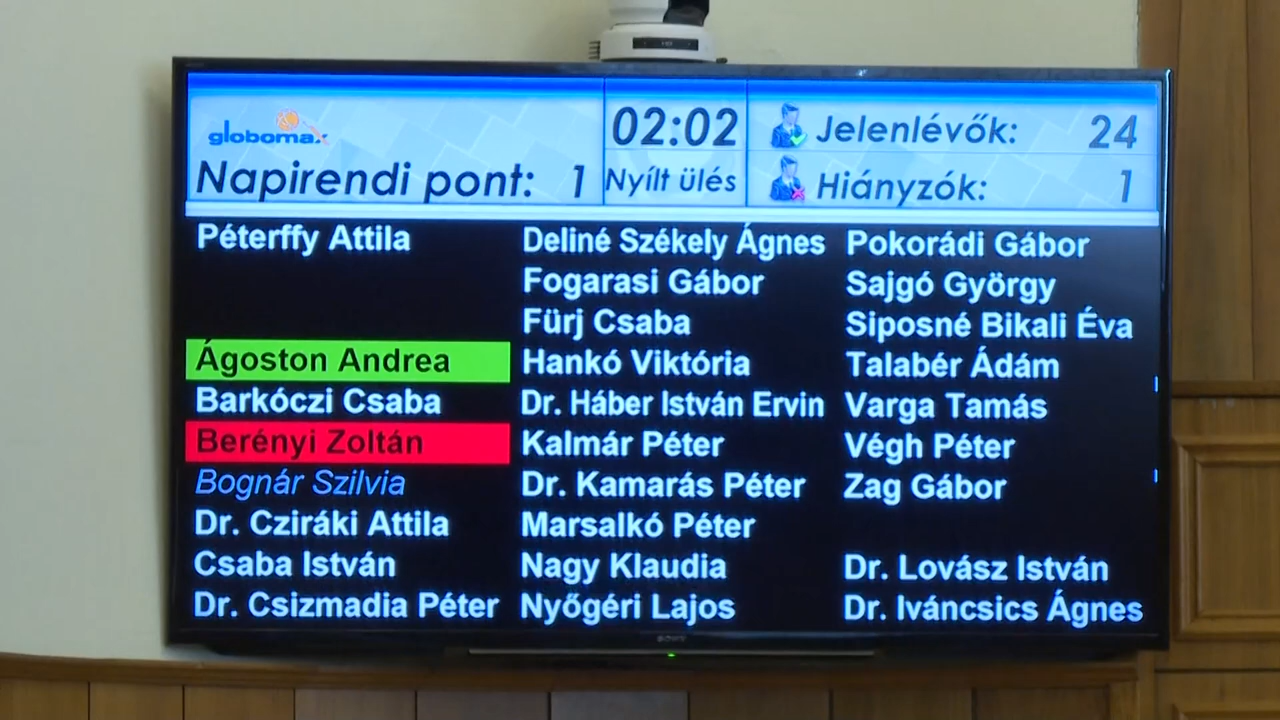 globomax
Napirendi pont: 1
02:02
Nyílt ülés
Jelenlévők: 24
Hiányzók: 1
Péterffy Attila
Ágoston Andrea
Barkóczi Csaba
Berényi Zoltán
Bognár Szilvia
Dr. Cziráki Attila
Csaba István
Dr. Csizmadia Péter
Deliné Székely Ágnes
Fogarasi Gábor
Fürj Csaba
Hankó Viktória
Dr. Háber István Ervin
Kalmár Péter
Dr. Kamarás Péter
Marsalkó Péter
Nagy Klaudia
Nyőgéri Lajos
Pokorádi Gábor
Sajgó György
Siposné Bikali Éva
Talabér Ádám
Varga Tamás
Végh Péter
Zag Gábor
Dr. Lovász István
Dr. Iváncsics Ágnes
SONY